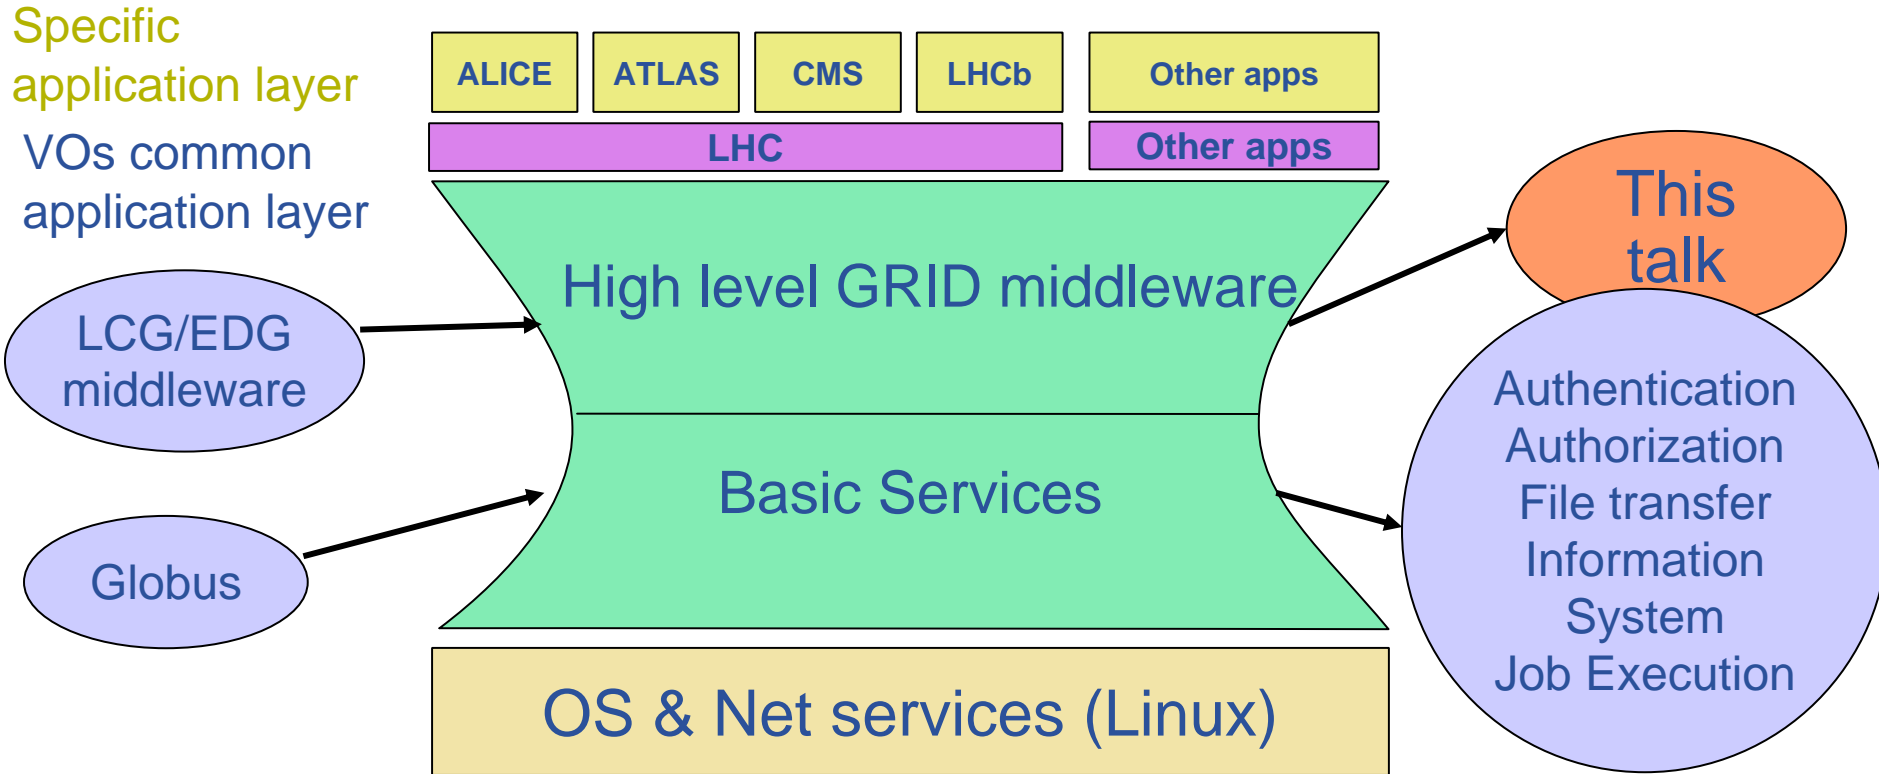 Specific
application layer
VOs common
application layer
ALICE
ATLAS
CMS
LHCb
Other apps
LHC
Other apps
High level GRID middleware
Basic Services
OS & Net services (Linux)
LCG/EDG
middleware
Globus
This
talk
Authentication
Authorization
File transfer
Information
System
Job Execution